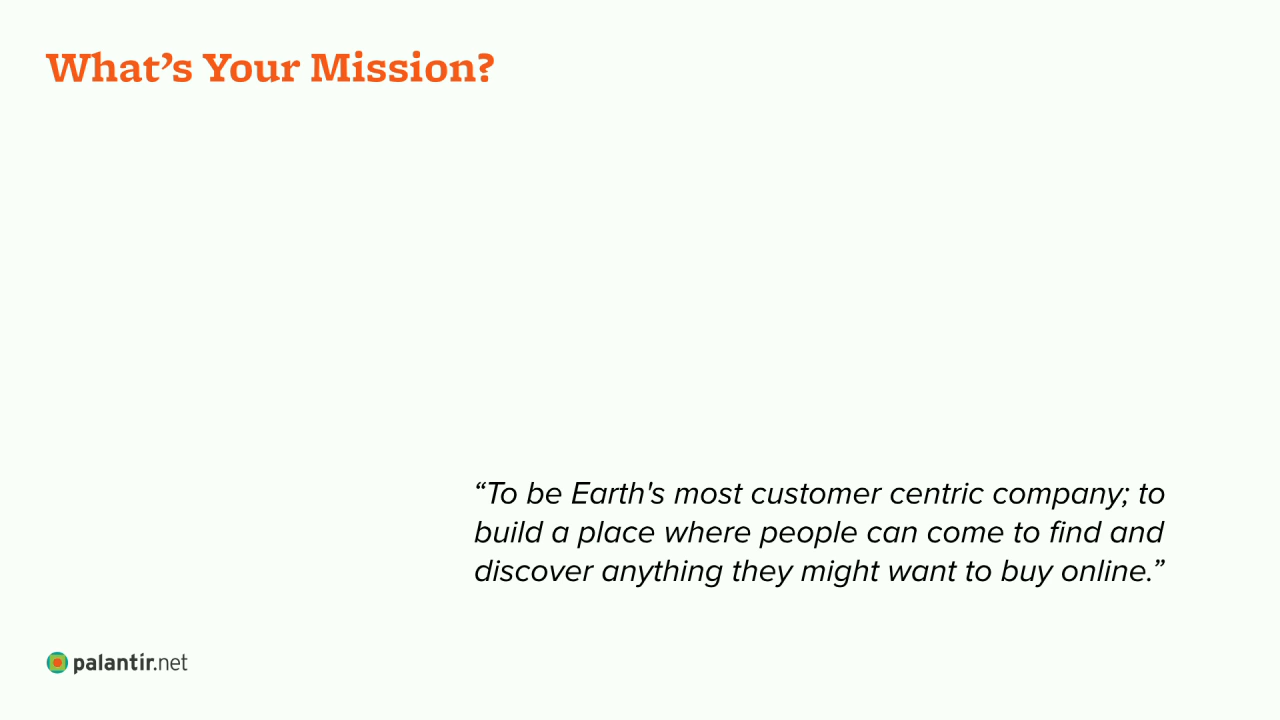 What’s Your Mission?
“To be Earth's most customer centric company; to
build a place where people can come to find and
discover anything they might want to buy online.”
palantir.net